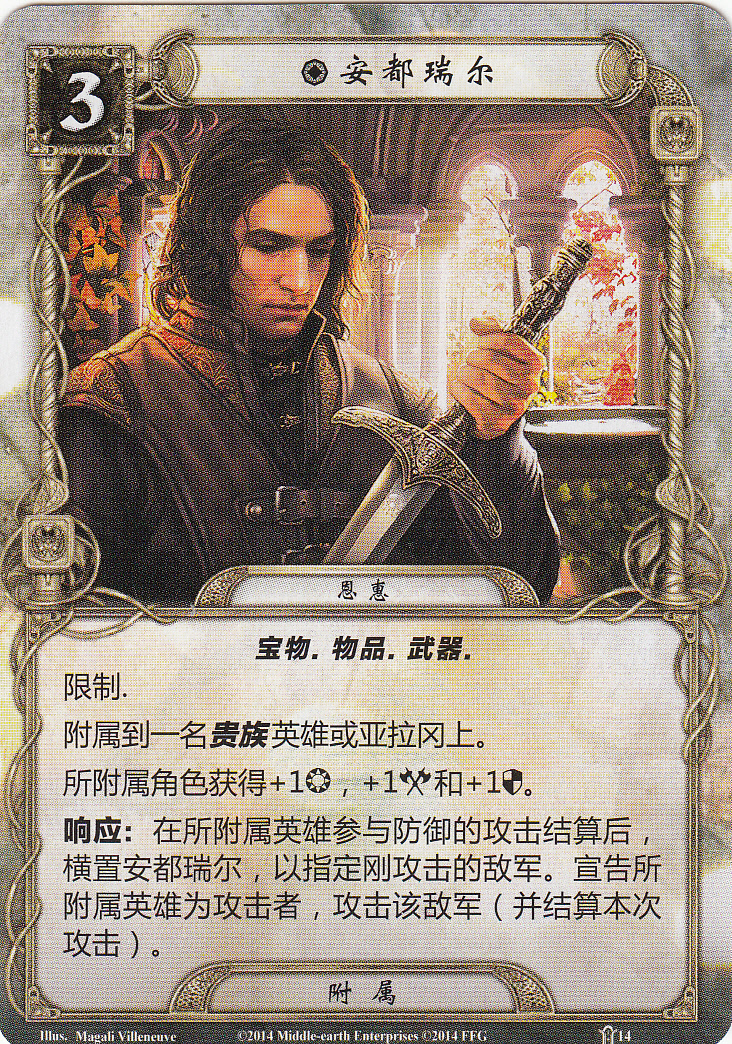 3
安都瑞尔
恩惠
宝物. 物品. 武器.
限制.
附属到一名贵族英雄或亚拉冈上。
所附属角色获得+1，+1和+1。
响应：在所附属英雄参与防御的攻击结算后，
横置安都瑞尔，以指定刚攻击的敌军。宣告所
附属英雄为攻击者，攻击该敌军（并结算本次
攻击）。
附属
Illus. Magali Villeneuve ©2014 Middle-earth Enterprises ©2014 FFG 14